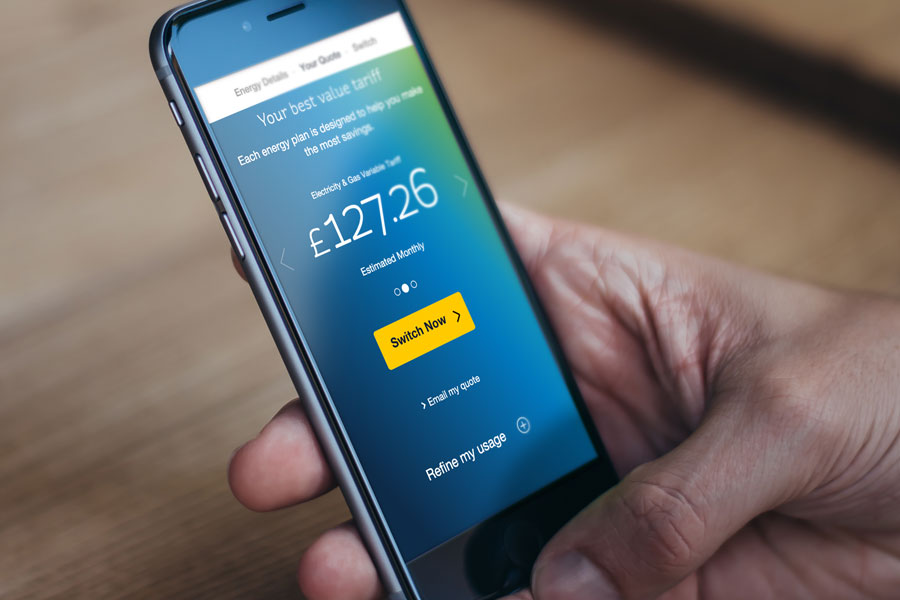 Energy Details · Your Quote · Switch
Your best value tariff
Each energy plan is designed to help you make
the most savings.
Electricity & Gas Variable Tariff
£127.26
Estimated Monthly
Switch Now
Email my quote
Refine my usage